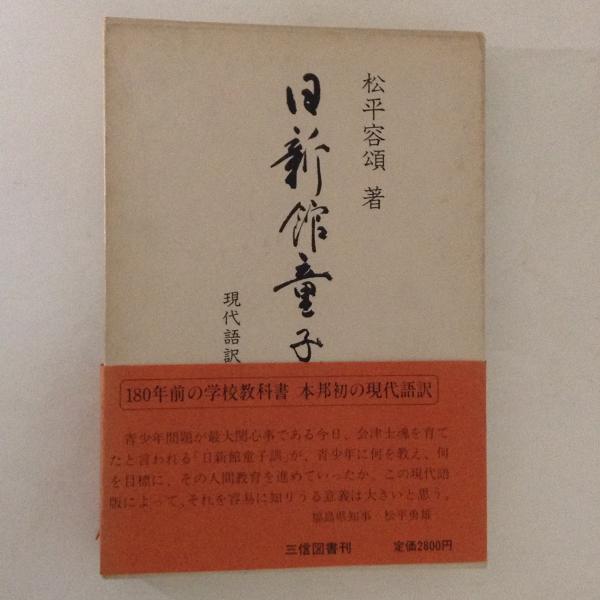 松平容頌 著
日新館童子
現代語訳
180年前の学校教科書 本邦初の現代語訳
青少年問題が最大関心事である今日、会津士魂を育て
たと言われる「日新館童子訓」が、青少年に何を教え、何
を目標に、その人間教育を進めていったか、この現代語
版によって、それを容易に知りうる意義は大きいと思う。
福島県知事 松平勇雄
三信図書刊 定価2800円